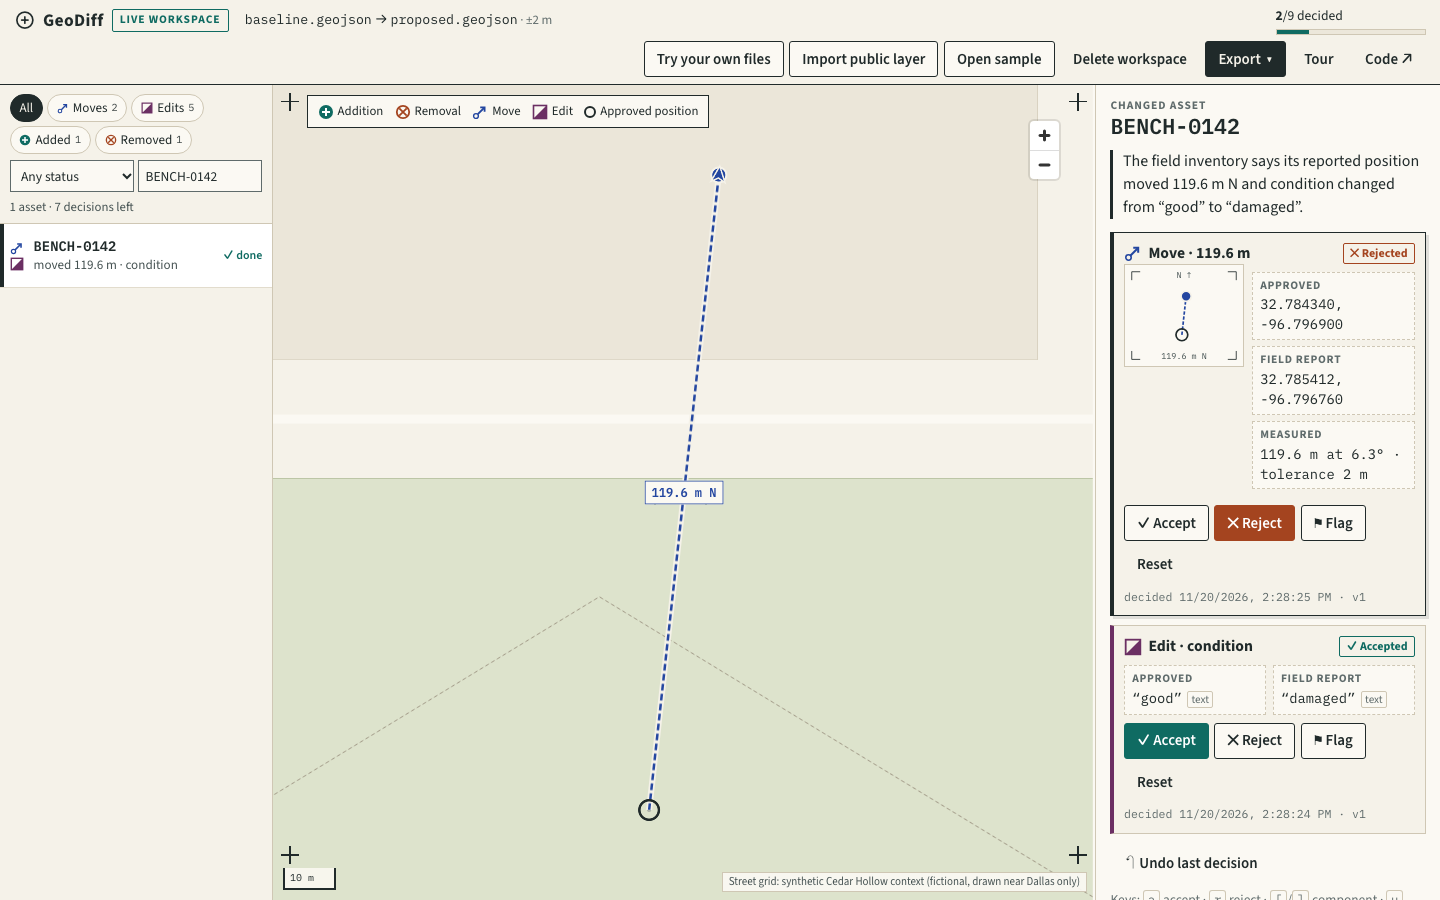 GeoDiff LIVE WORKSPACE baseline.geojson → proposed.geojson · ±2 m
2/9 decided
Try your own files Import public layer Open sample Delete workspace Export ▾ Tour Code ↗
All Moves 2 Edits 5
Added 1 Removed 1
Any status BENCH-0142
1 asset · 7 decisions left
BENCH-0142
moved 119.6 m · condition
✓ done
Addition Removal Move Edit Approved position
+
−
119.6 m N
10 m
Street grid: synthetic Cedar Hollow context (fictional, drawn near Dallas only)
CHANGED ASSET
BENCH-0142
The field inventory says its reported position
moved 119.6 m N and condition changed
from “good” to “damaged”.
Move · 119.6 m
✕ Rejected
N ↑
119.6 m N
APPROVED
32.784340,
-96.796900
FIELD REPORT
32.785412,
-96.796760
MEASURED
119.6 m at 6.3° ·
tolerance 2 m
✓ Accept ✕ Reject ⚑ Flag
Reset
decided 11/20/2026, 2:28:25 PM · v1
Edit · condition
✓ Accepted
APPROVED
“good” text
FIELD REPORT
“damaged” text
✓ Accept ✕ Reject ⚑ Flag
Reset
decided 11/20/2026, 2:28:24 PM · v1
Undo last decision
Keys: a accept · r reject · [ / ] component · u